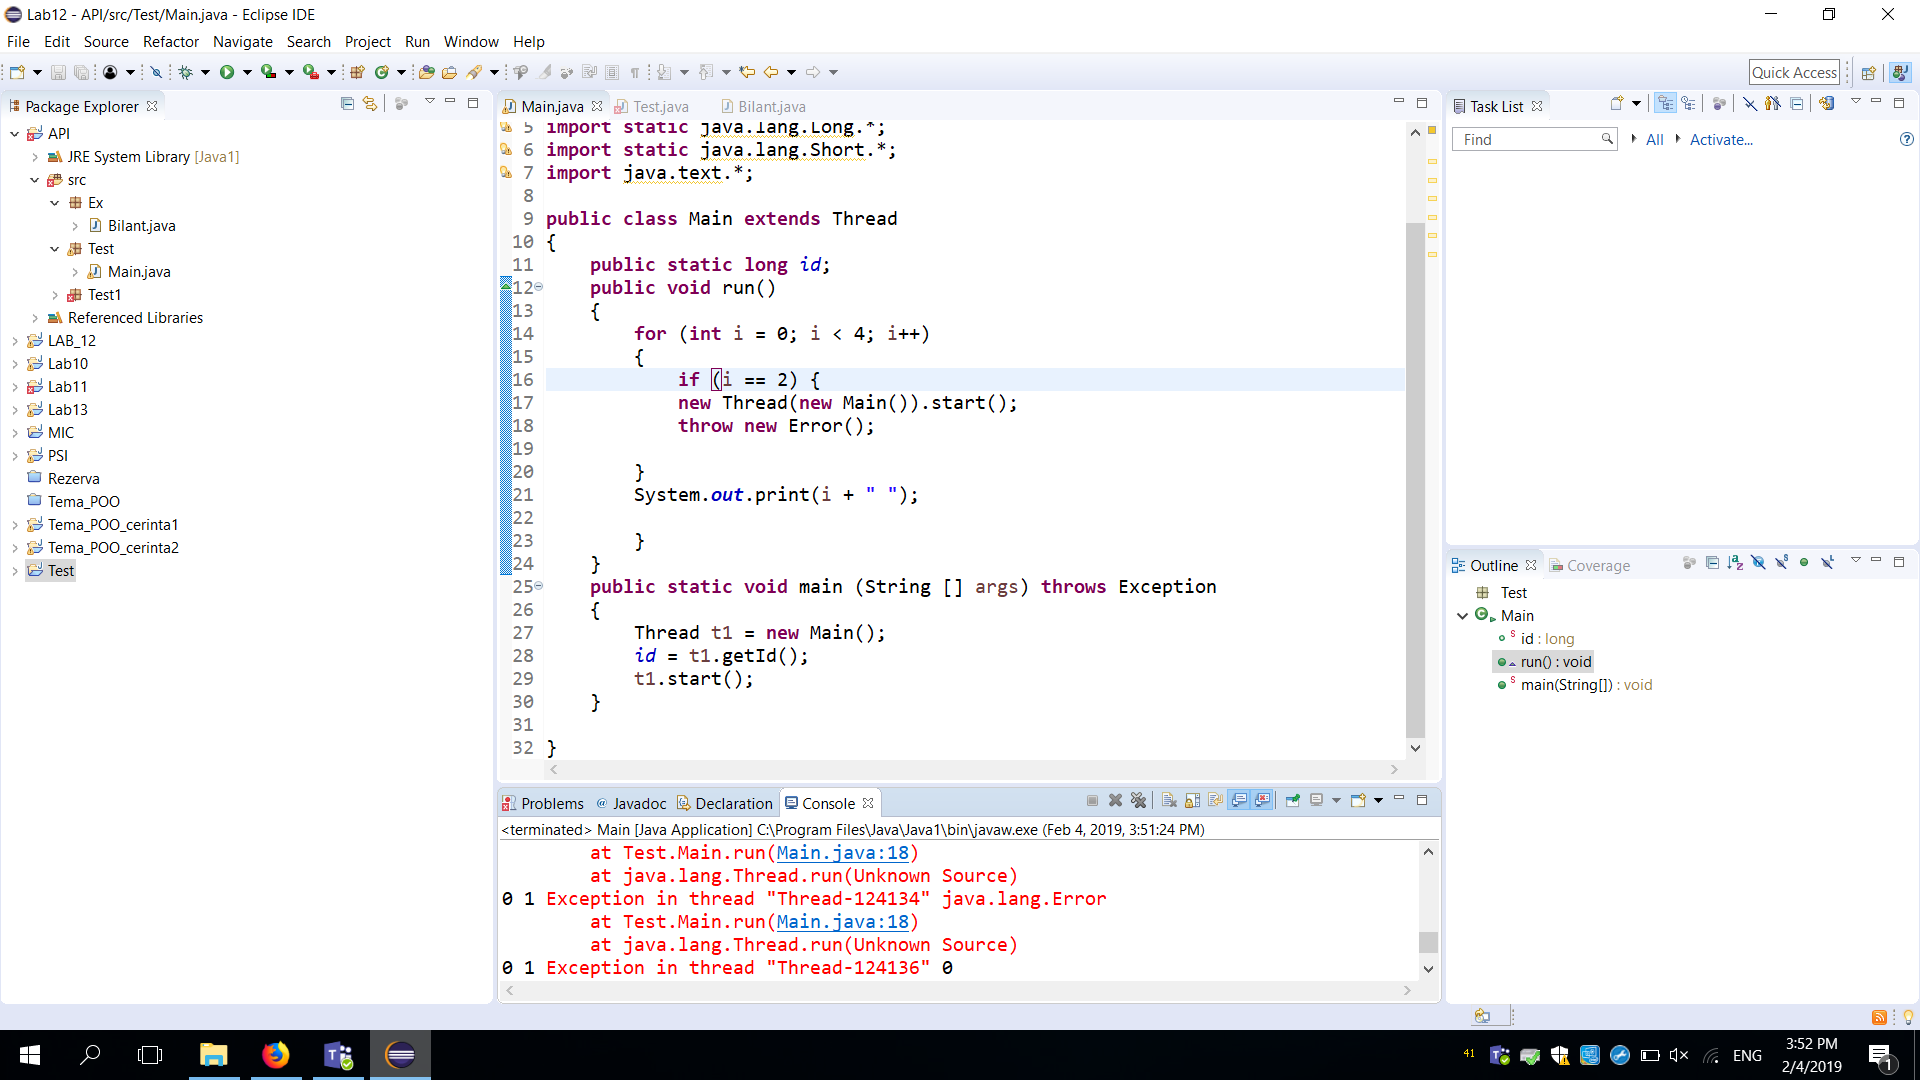 Lab12 - API/src/Test/Main.java - Eclipse IDE
File Edit Source Refactor Navigate Search Project Run Window Help
Quick Access
Package Explorer
API
JRE System Library [Java1]
src
Ex
Bilant.java
Test
Main.java
Test1
Referenced Libraries
LAB_12
Lab10
Lab11
Lab13
MIC
PSI
Rezerva
Tema_POO
Tema_POO_cerinta1
Tema_POO_cerinta2
Test
Main.java Test.java Bilant.java
5 import static java.lang.Long.*;
6 import static java.lang.Short.*;
7 import java.text.*;
8
9 public class Main extends Thread
10 {
11 public static long id;
12 public void run()
13 {
14 for (int i = 0; i < 4; i++)
15 {
16 if (i == 2) {
17 new Thread(new Main()).start();
18 throw new Error();
19
20 }
21 System.out.print(i + " ");
22
23 }
24 }
25 public static void main (String [] args) throws Exception
26 {
27 Thread t1 = new Main();
28 id = t1.getId();
29 t1.start();
30 }
31
32 }
Problems @ Javadoc Declaration Console
<terminated> Main [Java Application] C:\Program Files\Java\Java1\bin\javaw.exe (Feb 4, 2019, 3:51:24 PM)
at Test.Main.run(Main.java:18)
at java.lang.Thread.run(Unknown Source)
0 1 Exception in thread "Thread-124134" java.lang.Error
at Test.Main.run(Main.java:18)
at java.lang.Thread.run(Unknown Source)
0 1 Exception in thread "Thread-124136" 0
Task List
Find All Activate...
Outline Coverage
Test
Main
id : long
run() : void
main(String[]) : void
41 ENG 3:52 PM
2/4/2019
1